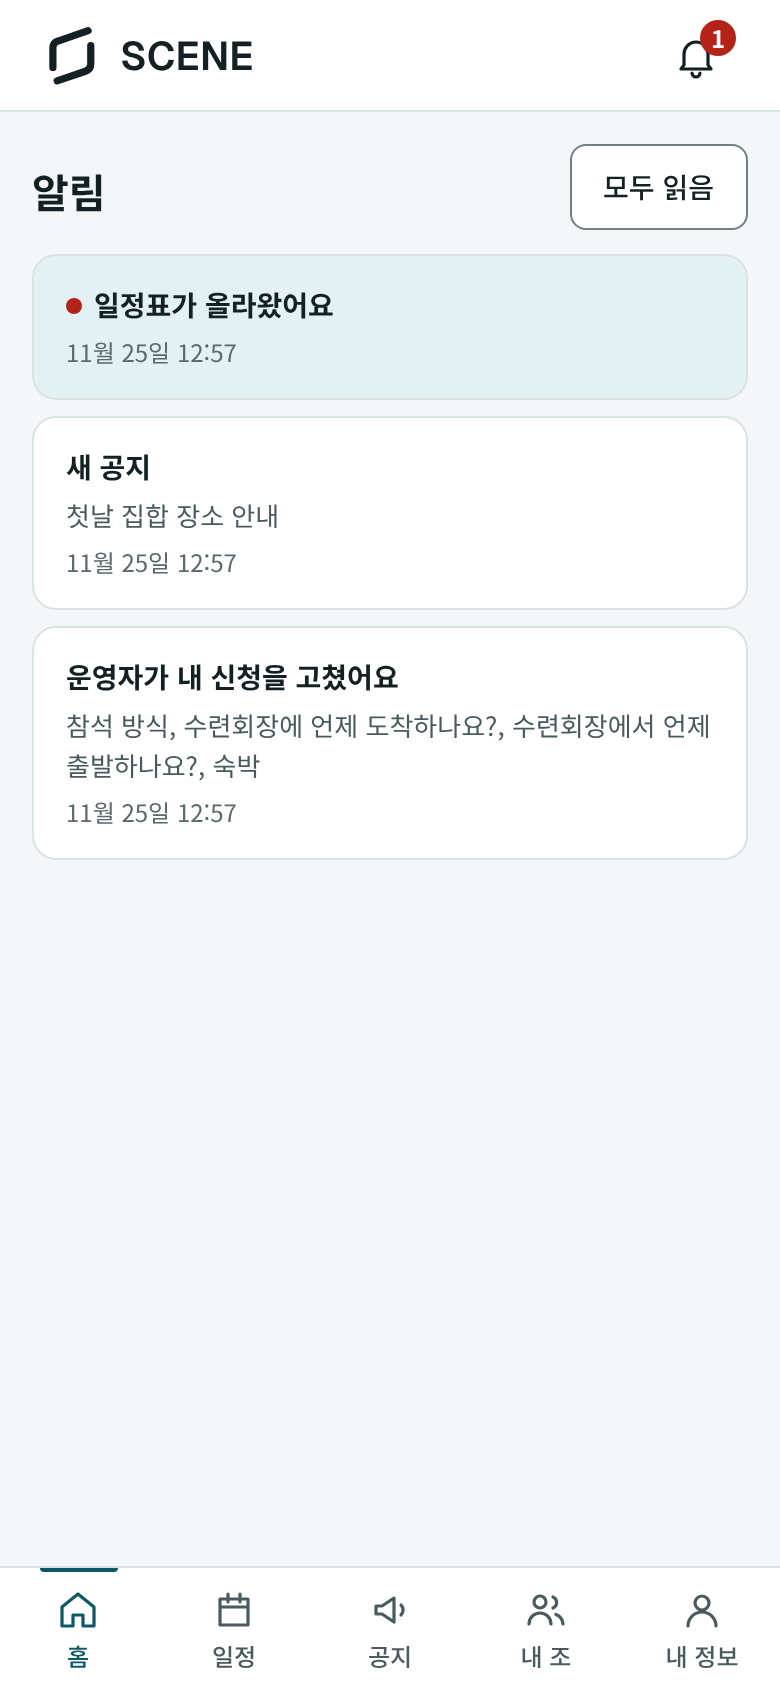 SCENE
1
알림
모두 읽음
일정표가 올라왔어요
11월 25일 12:57
새 공지
첫날 집합 장소 안내
11월 25일 12:57
운영자가 내 신청을 고쳤어요
참석 방식, 수련회장에 언제 도착하나요?, 수련회장에서 언제
출발하나요?, 숙박
11월 25일 12:57
홈
일정
공지
내 조
내 정보